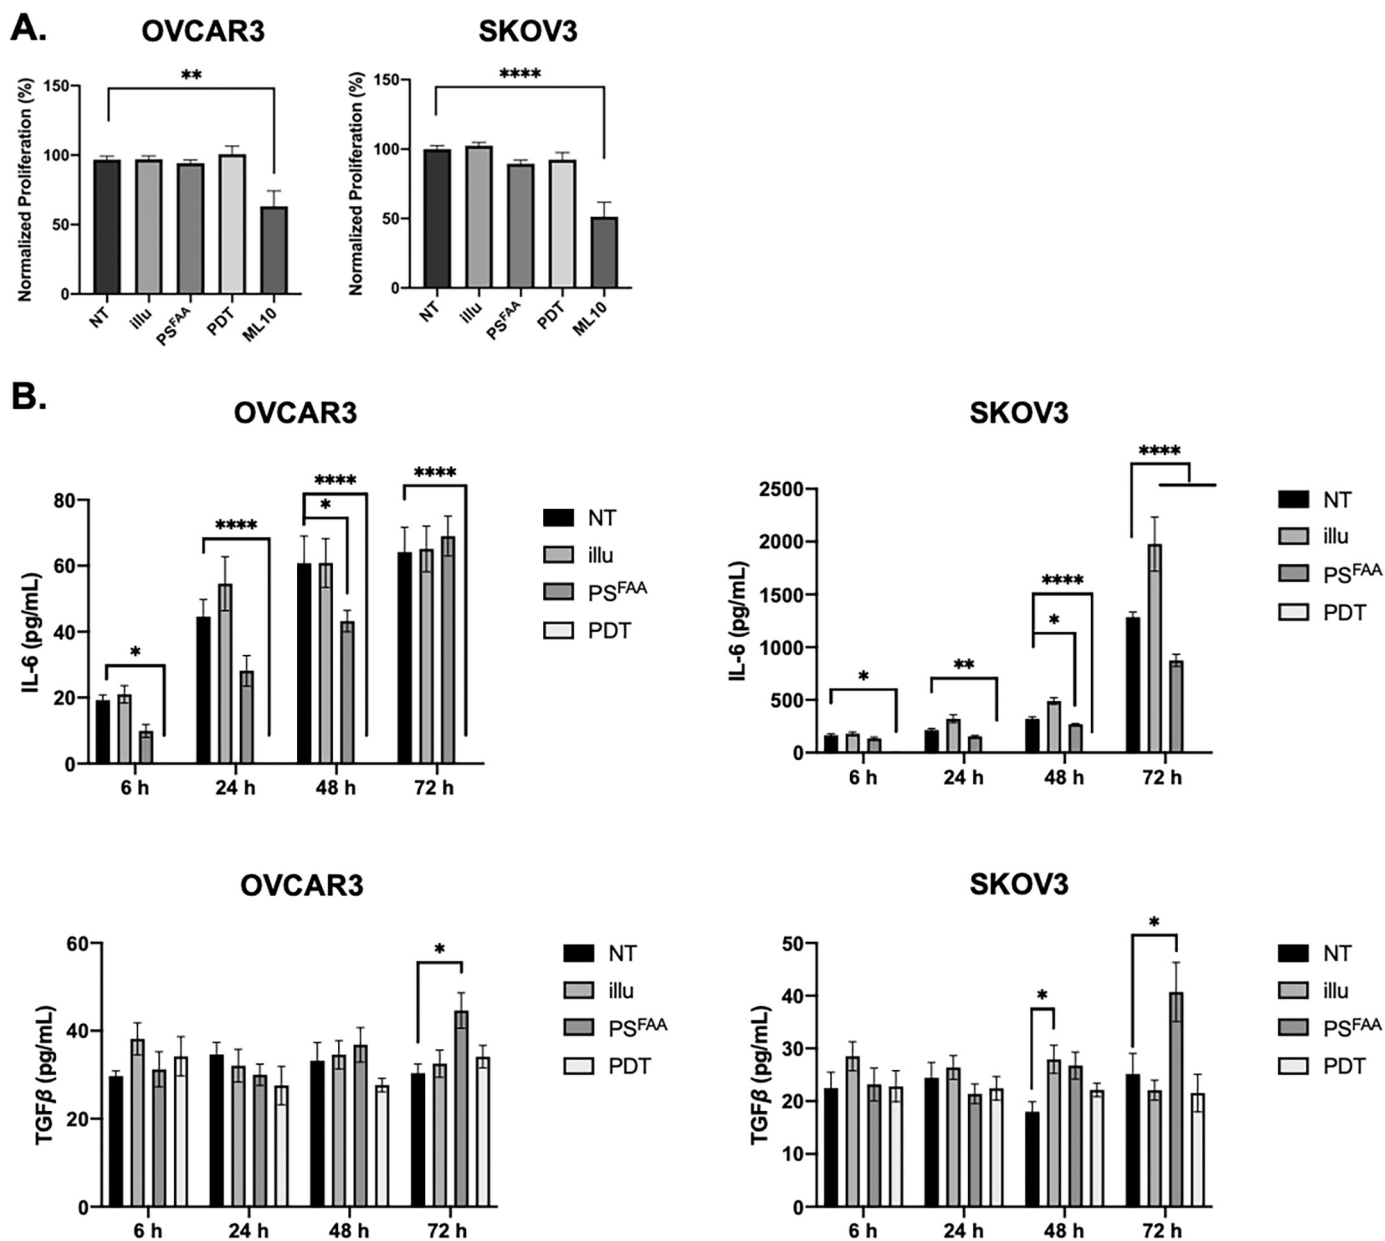 A.
OVCAR3
SKOV3
**
****
Normalized Proliferation (%)
150
100
50
0
NT
illu
PSFAA
PDT
ML10
Normalized Proliferation (%)
150
100
50
0
NT
illu
PSFAA
PDT
ML10
B.
OVCAR3
IL-6 (pg/mL)
80
60
40
20
0
*
****
****
*
****
6 h
24 h
48 h
72 h
NT
illu
PSFAA
PDT
SKOV3
IL-6 (pg/mL)
2500
2000
1500
1000
500
0
*
**
****
*
****
6 h
24 h
48 h
72 h
NT
illu
PSFAA
PDT
OVCAR3
TGFβ (pg/mL)
60
40
20
0
*
6 h
24 h
48 h
72 h
NT
illu
PSFAA
PDT
SKOV3
TGFβ (pg/mL)
50
40
30
20
10
0
*
*
6 h
24 h
48 h
72 h
NT
illu
PSFAA
PDT